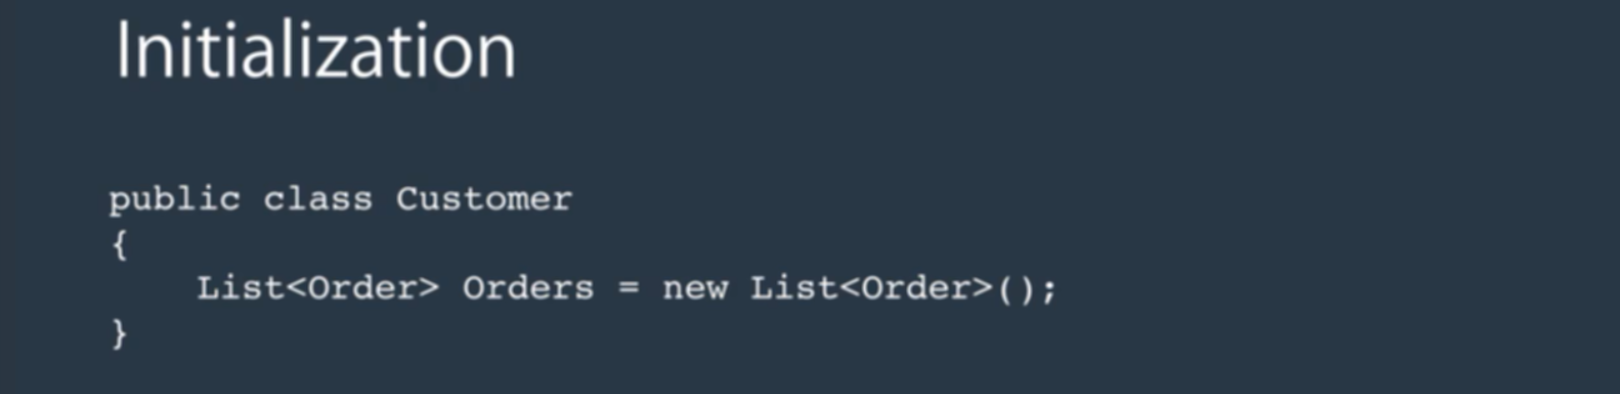 Initialization
public class Customer
{
    List<Order> Orders = new List<Order>();
}